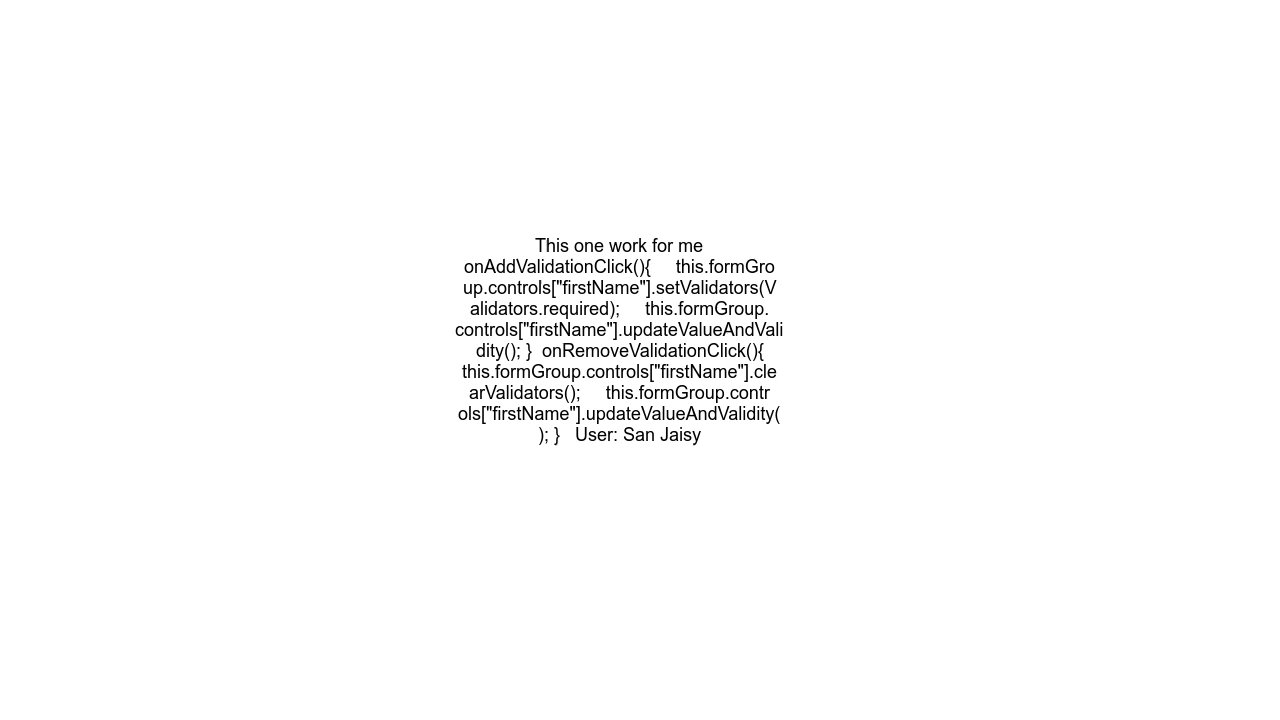 This one work for me
onAddValidationClick(){     this.formGro
up.controls["firstName"].setValidators(V
alidators.required);     this.formGroup.
controls["firstName"].updateValueAndVali
dity(); }  onRemoveValidationClick(){
this.formGroup.controls["firstName"].cle
arValidators();     this.formGroup.contr
ols["firstName"].updateValueAndValidity(
); }   User: San Jaisy